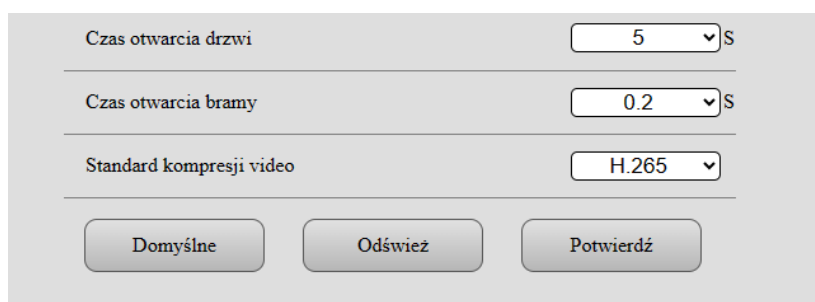 Czas otwarcia drzwi 5 S
Czas otwarcia bramy 0.2 S
Standard kompresji video H.265
Domyślne Odśwież Potwierdź